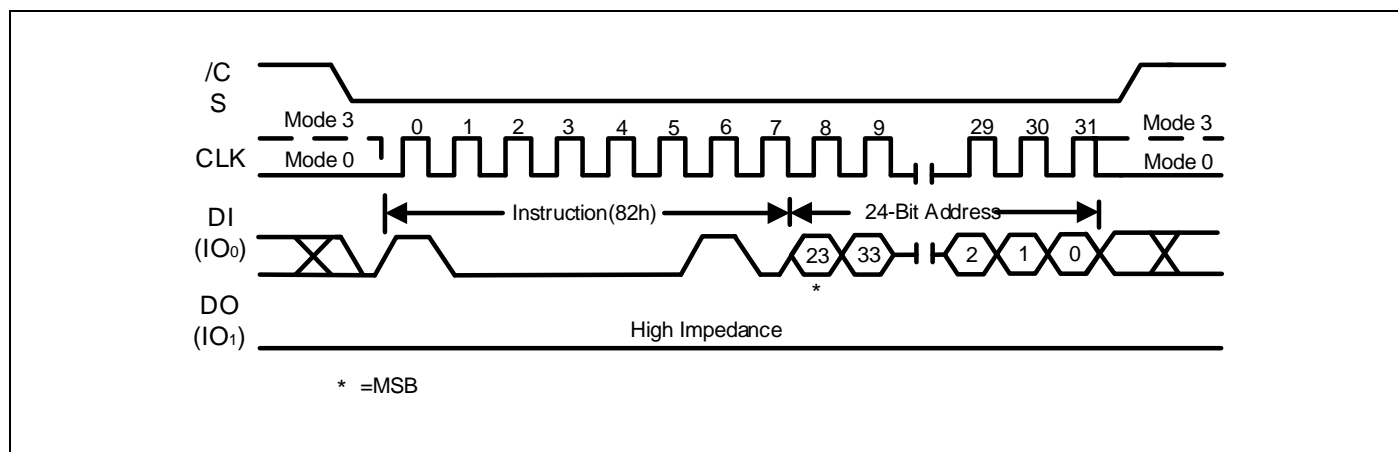 /C
S
Mode 3 0 1 2 3 4 5 6 7 8 9 29 30 31 Mode 3
CLK Mode 0 Mode 0
DI Instruction(82h) 24-Bit Address
(IO0) 23 33 2 1 0
*
DO
(IO1) High Impedance
* =MSB